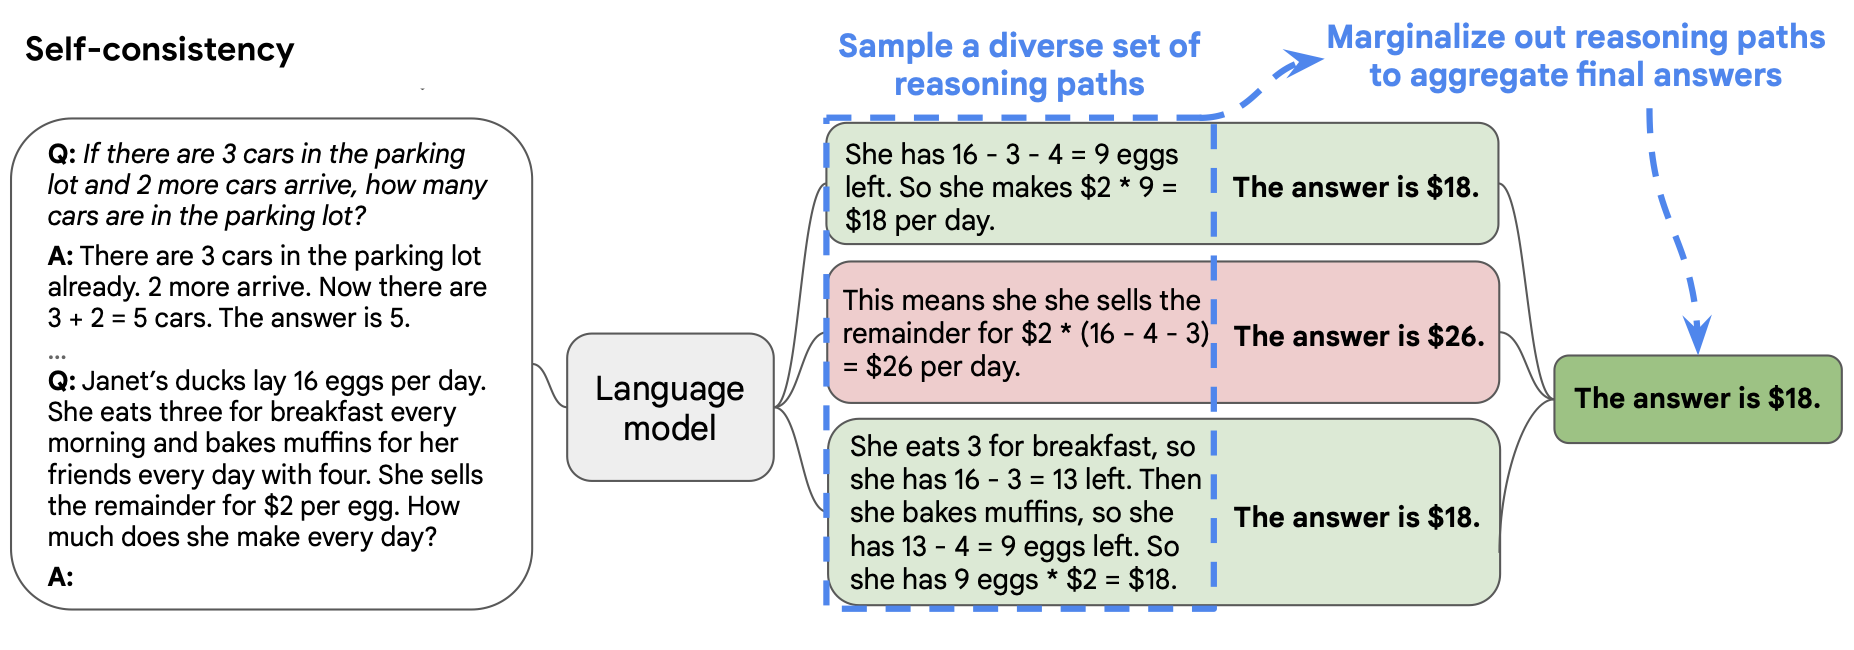 Self-consistency
Sample a diverse set of
reasoning paths
Marginalize out reasoning paths
to aggregate final answers
Q: If there are 3 cars in the parking
lot and 2 more cars arrive, how many
cars are in the parking lot?
A: There are 3 cars in the parking lot
already. 2 more arrive. Now there are
3 + 2 = 5 cars. The answer is 5.
...
Q: Janet’s ducks lay 16 eggs per day.
She eats three for breakfast every
morning and bakes muffins for her
friends every day with four. She sells
the remainder for $2 per egg. How
much does she make every day?
A:
Language
model
She has 16 - 3 - 4 = 9 eggs
left. So she makes $2 * 9 =
$18 per day.
The answer is $18.
This means she she sells the
remainder for $2 * (16 - 4 - 3)
= $26 per day.
The answer is $26.
She eats 3 for breakfast, so
she has 16 - 3 = 13 left. Then
she bakes muffins, so she
has 13 - 4 = 9 eggs left. So
she has 9 eggs * $2 = $18.
The answer is $18.
The answer is $18.